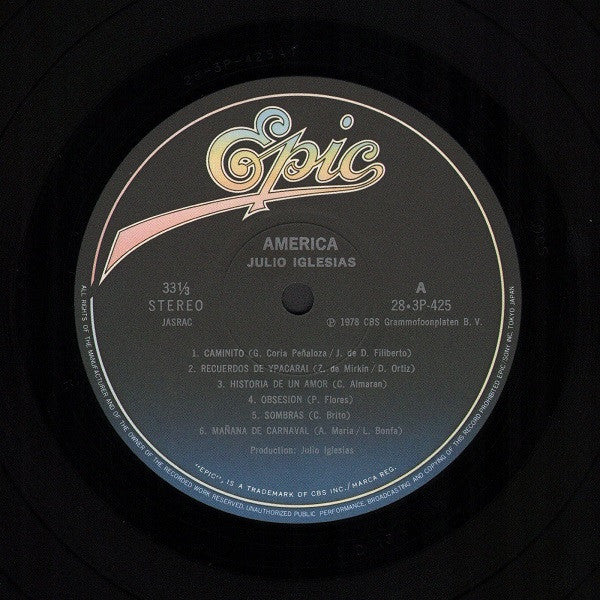 Epic
AMERICA
JULIO IGLESIAS
33⅓
STEREO
JASRAC
A
28•3P-425
℗ 1978 CBS Grammofoonplaten B. V.
1. CAMINITO (G. Coria Peñaloza / J. de D. Filiberto)
2. RECUERDOS DE YPACARAI (Z. de Mirkin / D. Ortiz)
3. HISTORIA DE UN AMOR (C. Almaran)
4. OBSESION (P. Flores)
5. SOMBRAS (C. Brito)
6. MAÑANA DE CARNAVAL (A. Maria / L. Bonfa)
Production: Julio Iglesias
"EPIC", IS A TRADEMARK OF CBS INC./MARCA REG.
ALL RIGHTS OF THE MANUFACTURER AND OF THE OWNER OF THE RECORDED WORK RESERVED. UNAUTHORIZED PUBLIC PERFORMANCE, BROADCASTING AND COPYING OF THIS RECORD PROHIBITED EPIC/SONY INC. TOKYO JAPAN